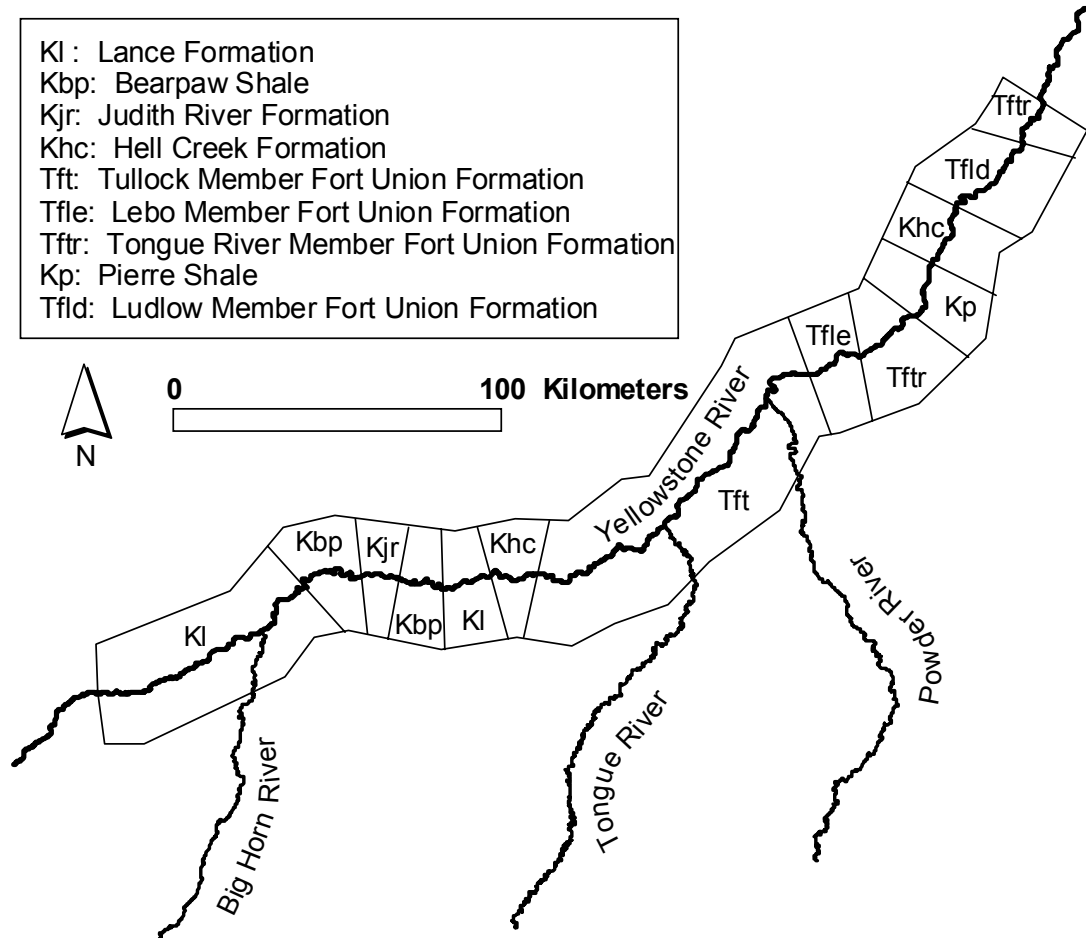 Kl : Lance Formation
Kbp: Bearpaw Shale
Kjr: Judith River Formation
Khc: Hell Creek Formation
Tft: Tullock Member Fort Union Formation
Tfle: Lebo Member Fort Union Formation
Tftr: Tongue River Member Fort Union Formation
Kp: Pierre Shale
Tfld: Ludlow Member Fort Union Formation
Tftr
Tfld
Khc
Kp
Tfle
Tftr
0 100 Kilometers
N
Yellowstone River
Tft
Kbp
Kjr
Khc
Kbp
Kl
Kl
Powder River
Tongue River
Big Horn River